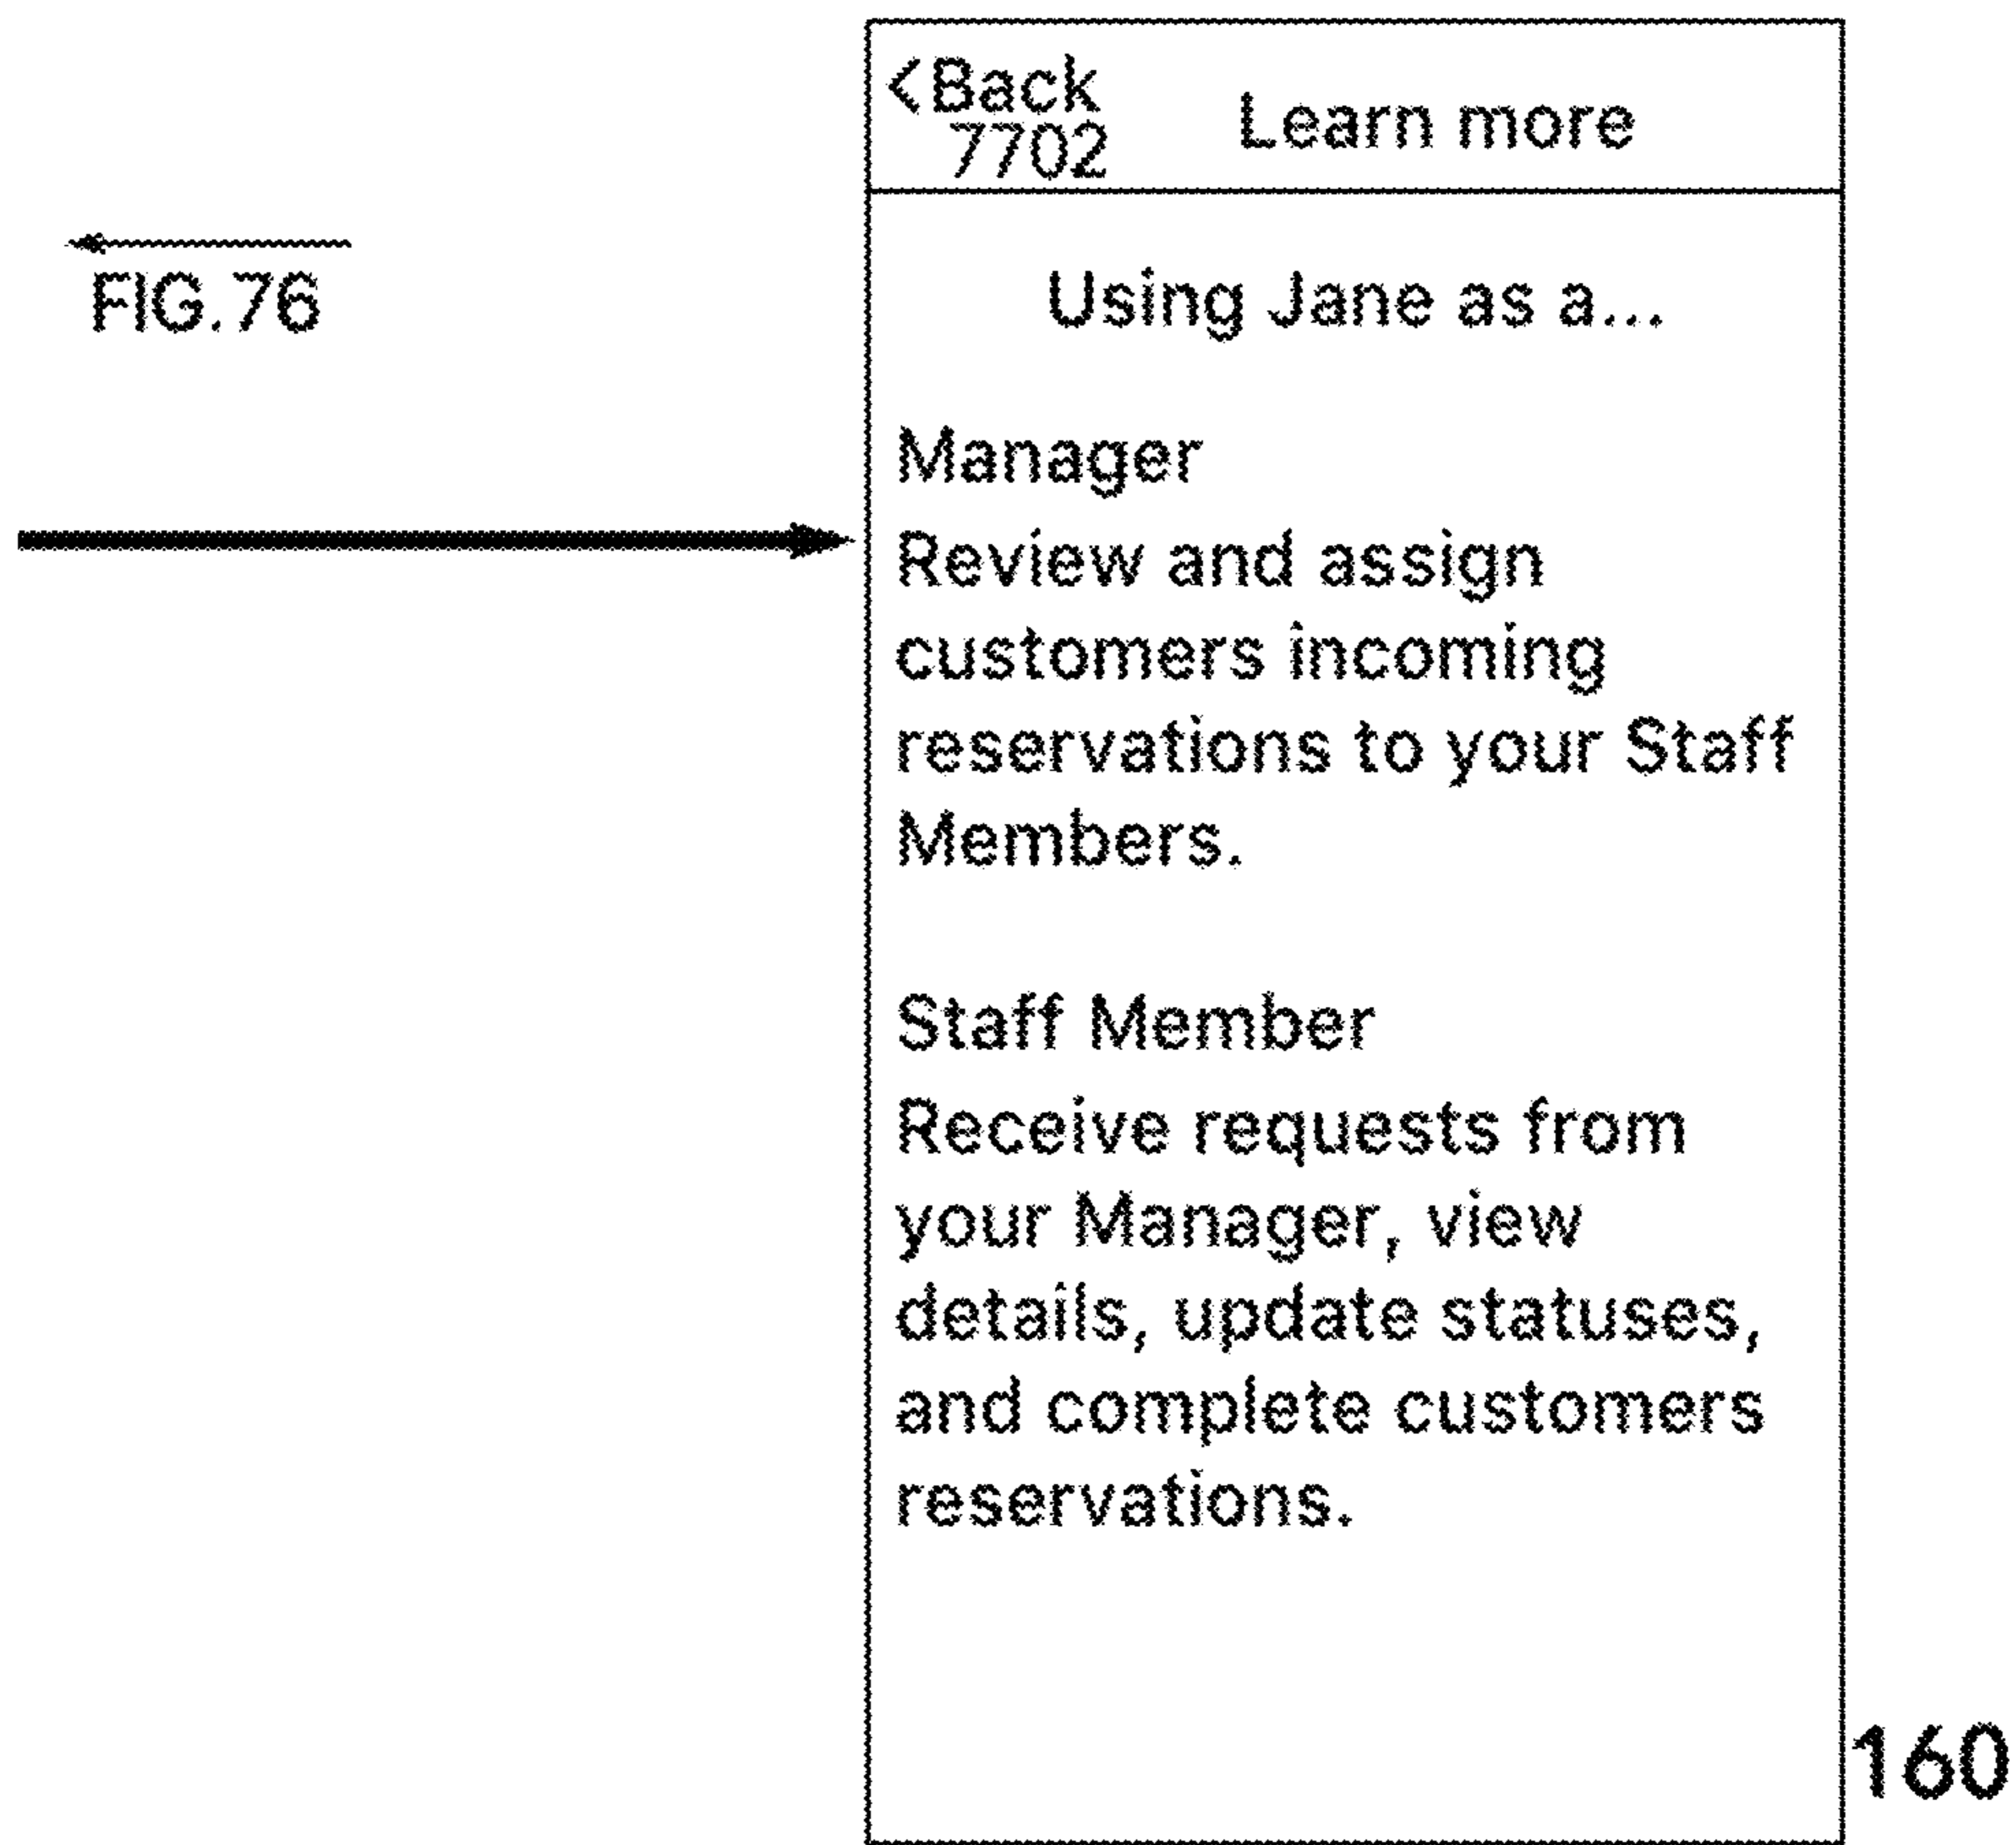 <Back
7702
Learn more
FIG.76
Using Jane as a...
Manager
Review and assign
customers incoming
reservations to your Staff
Members.
Staff Member
Receive requests from
your Manager, view
details, update statuses,
and complete customers
reservations.
160